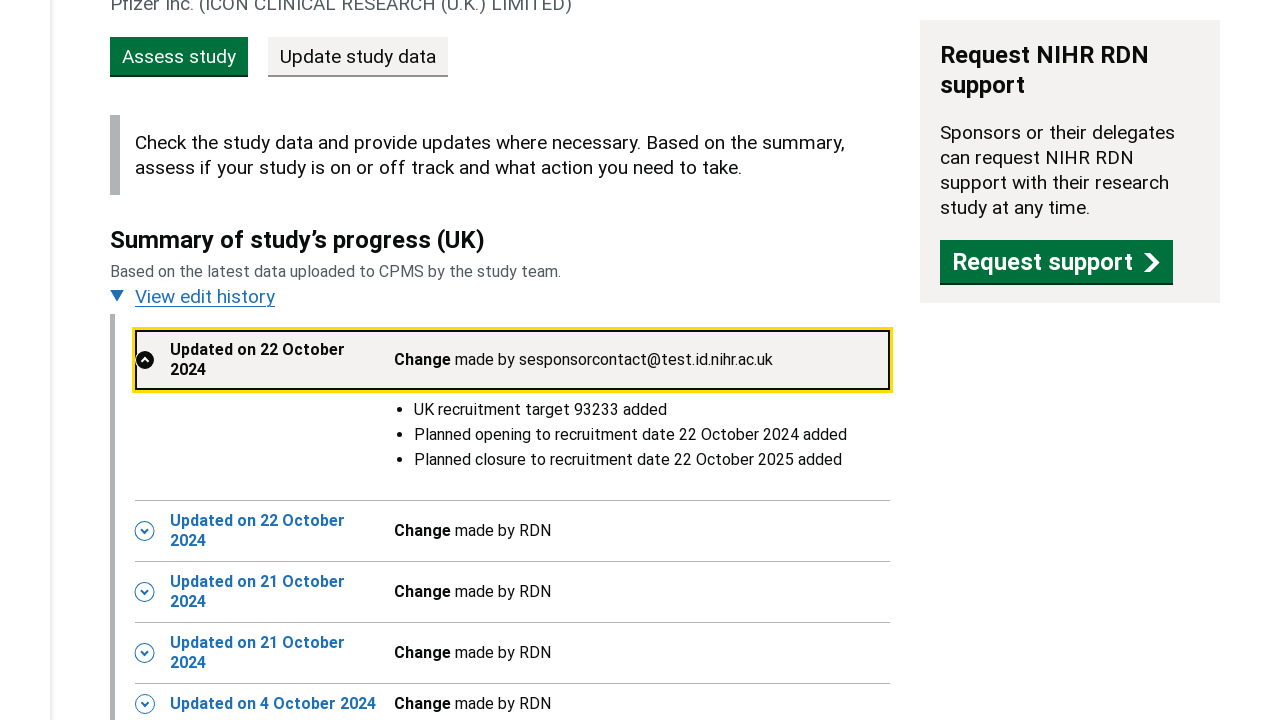 Pfizer Inc. (ICON CLINICAL RESEARCH (U.K.) LIMITED)
Assess study
Update study data
Check the study data and provide updates where necessary. Based on the summary,
assess if your study is on or off track and what action you need to take.
Summary of study’s progress (UK)
Based on the latest data uploaded to CPMS by the study team.
View edit history
Updated on 22 October
2024
Change made by sesponsorcontact@test.id.nihr.ac.uk
UK recruitment target 93233 added
Planned opening to recruitment date 22 October 2024 added
Planned closure to recruitment date 22 October 2025 added
Updated on 22 October
2024
Change made by RDN
Updated on 21 October
2024
Change made by RDN
Updated on 21 October
2024
Change made by RDN
Updated on 4 October 2024
Change made by RDN
Request NIHR RDN
support
Sponsors or their delegates
can request NIHR RDN
support with their research
study at any time.
Request support